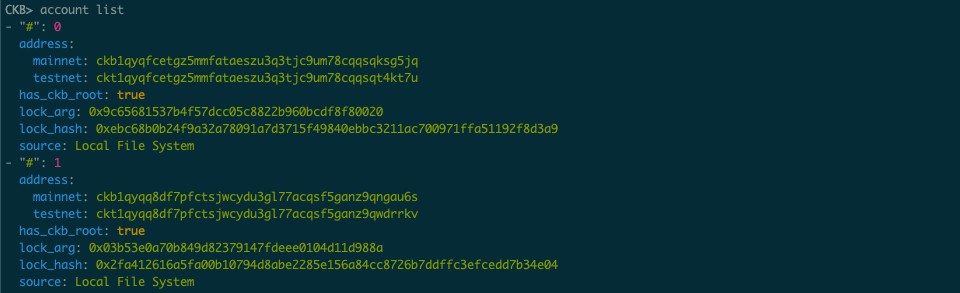 CKB> account list
- "#": 0
  address:
    mainnet: ckb1qyqfcetgz5mmfataeszu3q3tjc9um78cqqsqksg5jq
    testnet: ckt1qyqfcetgz5mmfataeszu3q3tjc9um78cqqsqt4kt7u
  has_ckb_root: true
  lock_arg: 0x9c65681537b4f57dcc05c8822b960bcdf8f80020
  lock_hash: 0xebc68b0b24f9a32a78091a7d3715f49840ebbc3211ac700971ffa51192f8d3a9
  source: Local File System
- "#": 1
  address:
    mainnet: ckb1qyqq8df7pfctsjwcydu3gl77acqsf5ganz9qngau6s
    testnet: ckt1qyqq8df7pfctsjwcydu3gl77acqsf5ganz9qwdrrkv
  has_ckb_root: true
  lock_arg: 0x03b53e0a70b849d82379147fdeee0104d11d988a
  lock_hash: 0x2fa412616a5fa00b10794d8abe2285e156a84cc8726b7ddffc3efcedd7b34e04
  source: Local File System